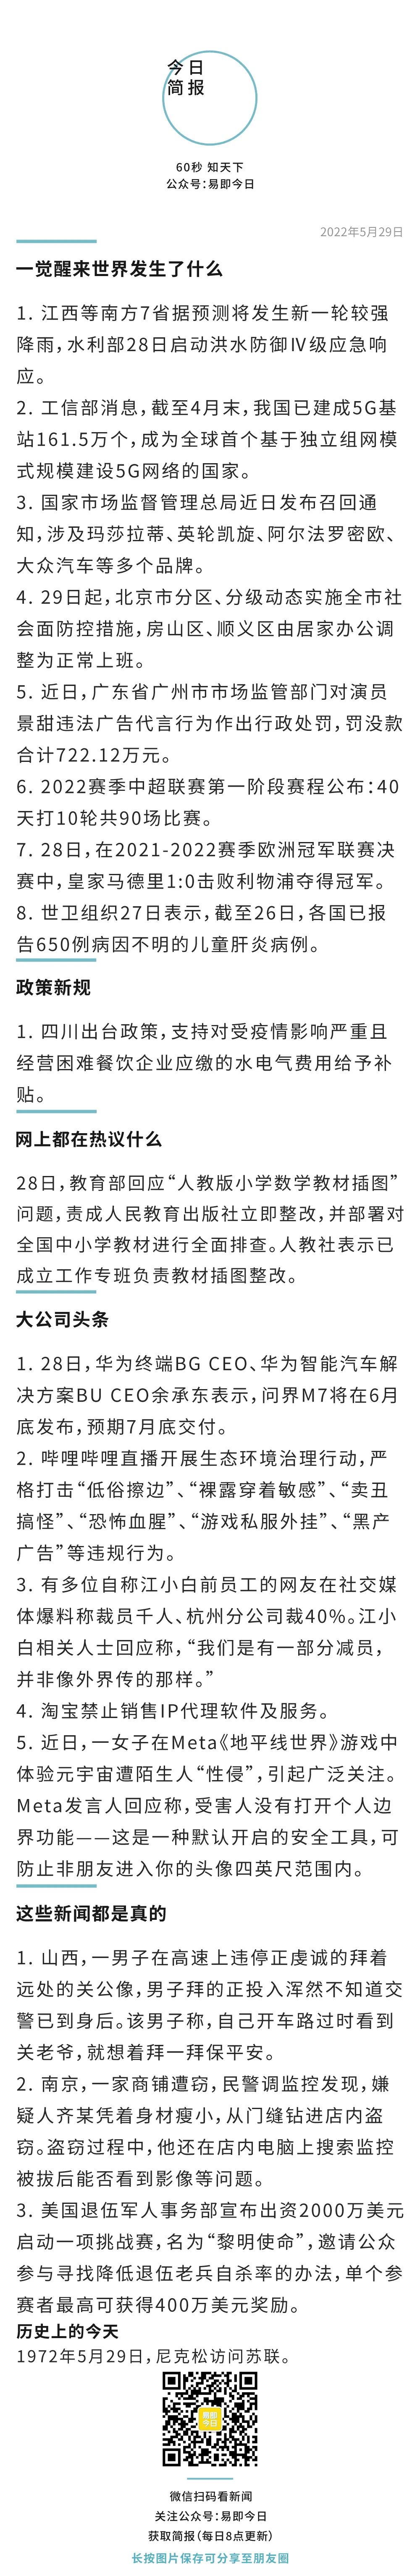 今日
简报
60秒 知天下
公众号：易即今日
2022年5月29日
一觉醒来世界发生了什么
1. 江西等南方7省据预测将发生新一轮较强
降雨，水利部28日启动洪水防御Ⅳ级应急响
应。
2. 工信部消息，截至4月末，我国已建成5G基
站161.5万个，成为全球首个基于独立组网模
式规模建设5G网络的国家。
3. 国家市场监督管理总局近日发布召回通
知，涉及玛莎拉蒂、英轮凯旋、阿尔法罗密欧、
大众汽车等多个品牌。
4. 29日起，北京市分区、分级动态实施全市社
会面防控措施，房山区、顺义区由居家办公调
整为正常上班。
5. 近日，广东省广州市市场监管部门对演员
景甜违法广告代言行为作出行政处罚，罚没款
合计722.12万元。
6. 2022赛季中超联赛第一阶段赛程公布：40
天打10轮共90场比赛。
7. 28日，在2021-2022赛季欧洲冠军联赛决
赛中，皇家马德里1:0击败利物浦夺得冠军。
8. 世卫组织27日表示，截至26日，各国已报
告650例病因不明的儿童肝炎病例。
政策新规
1. 四川出台政策，支持对受疫情影响严重且
经营困难餐饮企业应缴的水电气费用给予补
贴。
网上都在热议什么
28日，教育部回应“人教版小学数学教材插图”
问题，责成人民教育出版社立即整改，并部署对
全国中小学教材进行全面排查。人教社表示已
成立工作专班负责教材插图整改。
大公司头条
1. 28日，华为终端BG CEO、华为智能汽车解
决方案BU CEO余承东表示，问界M7将在6月
底发布，预期7月底交付。
2. 哔哩哔哩直播开展生态环境治理行动，严
格打击“低俗擦边”、“裸露穿着敏感”、“卖丑
搞怪”、“恐怖血腥”、“游戏私服外挂”、“黑产
广告”等违规行为。
3. 有多位自称江小白前员工的网友在社交媒
体爆料称裁员千人、杭州分公司裁40%。江小
白相关人士回应称，“我们是有一部分减员，
并非像外界传的那样。”
4. 淘宝禁止销售IP代理软件及服务。
5. 近日，一女子在Meta《地平线世界》游戏中
体验元宇宙遭陌生人“性侵”，引起广泛关注。
Meta发言人回应称，受害人没有打开个人边
界功能——这是一种默认开启的安全工具，可
防止非朋友进入你的头像四英尺范围内。
这些新闻都是真的
1. 山西，一男子在高速上违停正虔诚的拜着
远处的关公像，男子拜的正投入浑然不知道交
警已到身后。该男子称，自己开车路过时看到
关老爷，就想着拜一拜保平安。
2. 南京，一家商铺遭窃，民警调监控发现，嫌
疑人齐某凭着身材瘦小，从门缝钻进店内盗
窃。盗窃过程中，他还在店内电脑上搜索监控
被拔后能否看到影像等问题。
3. 美国退伍军人事务部宣布出资2000万美元
启动一项挑战赛，名为“黎明使命”，邀请公众
参与寻找降低退伍老兵自杀率的办法，单个参
赛者最高可获得400万美元奖励。
历史上的今天
1972年5月29日，尼克松访问苏联。
易即
今日
微信扫码看新闻
关注公众号：易即今日
获取简报（每日8点更新）
长按图片保存可分享至朋友圈